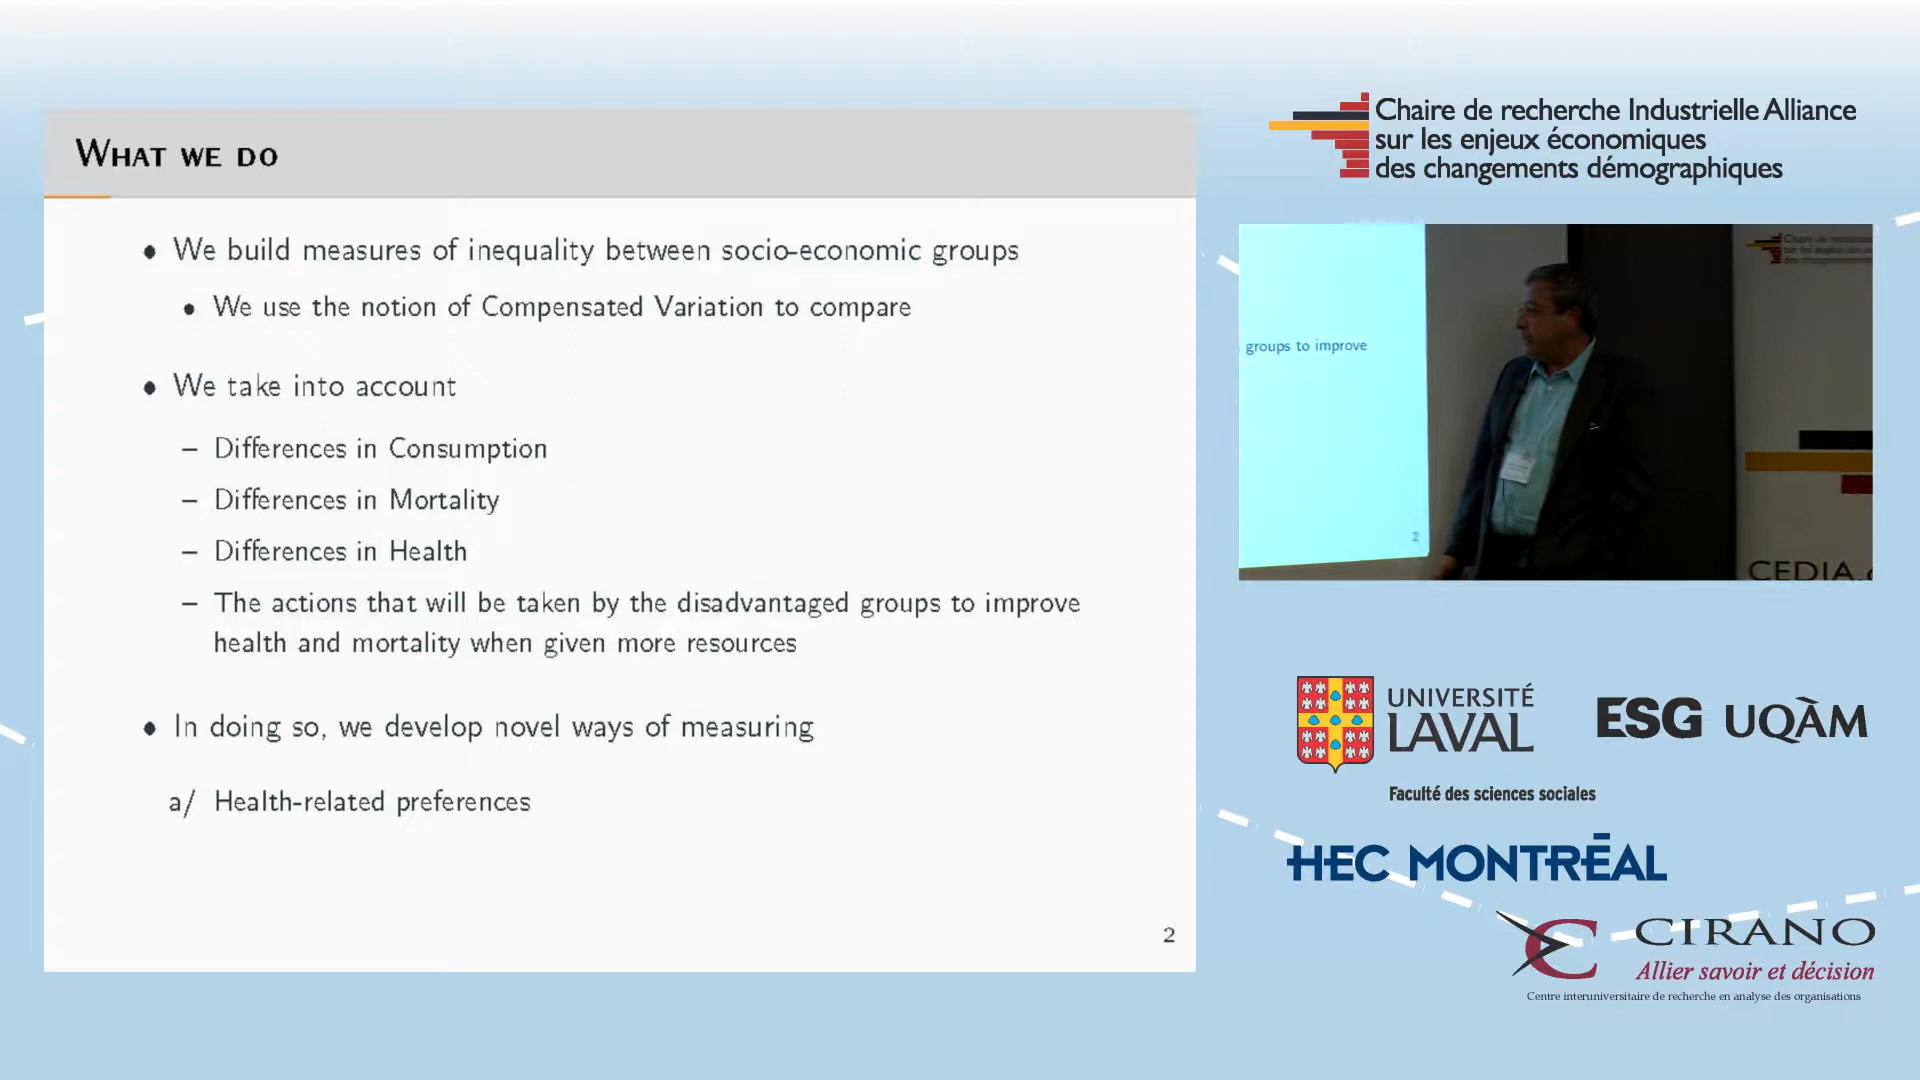 WHAT WE DO
• We build measures of inequality between socio-economic groups
• We use the notion of Compensated Variation to compare
• We take into account
– Differences in Consumption
– Differences in Mortality
– Differences in Health
– The actions that will be taken by the disadvantaged groups to improve
health and mortality when given more resources
• In doing so, we develop novel ways of measuring
a/ Health-related preferences
2
Chaire de recherche Industrielle Alliance
sur les enjeux économiques
des changements démographiques
groups to improve
2
CEDIA.
UNIVERSITÉ
LAVAL
Faculté des sciences sociales
ESG UQÀM
HEC MONTRĒAL
CIRANO
Allier savoir et décision
Centre interuniversitaire de recherche en analyse des organisations